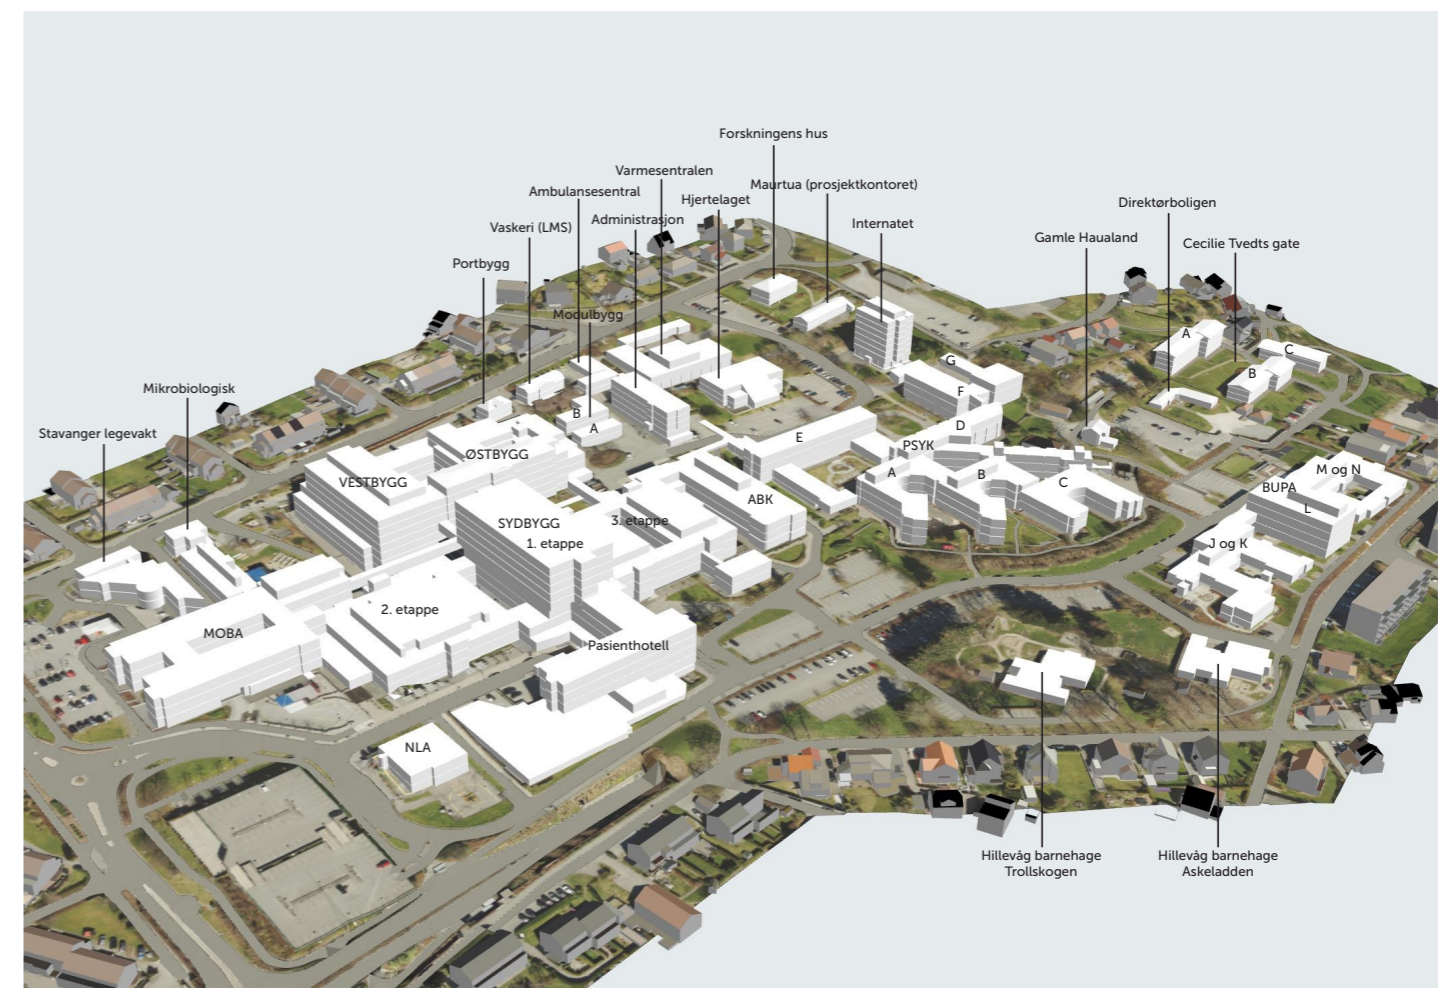 Forskningens hus
Varmesentralen
Maurtua (prosjektkontoret)
Ambulansesentral
Hjertelaget
Direktørboligen
Administrasjon
Internatet
Vaskeri (LMS)
Gamle Haualand
Cecilie Tvedts gate
Portbygg
Modulbygg
A
C
G
B
Mikrobiologisk
F
B
A
D
Stavanger legevakt
E
PSYK
ØSTBYGG
M og N
A
B
C
BUPA
VESTBYGG
ABK
L
SYDBYGG
3. etappe
1. etappe
J og K
2. etappe
MOBA
Pasienthotell
NLA
Hillevåg barnehage
Trollskogen
Hillevåg barnehage
Askeladden